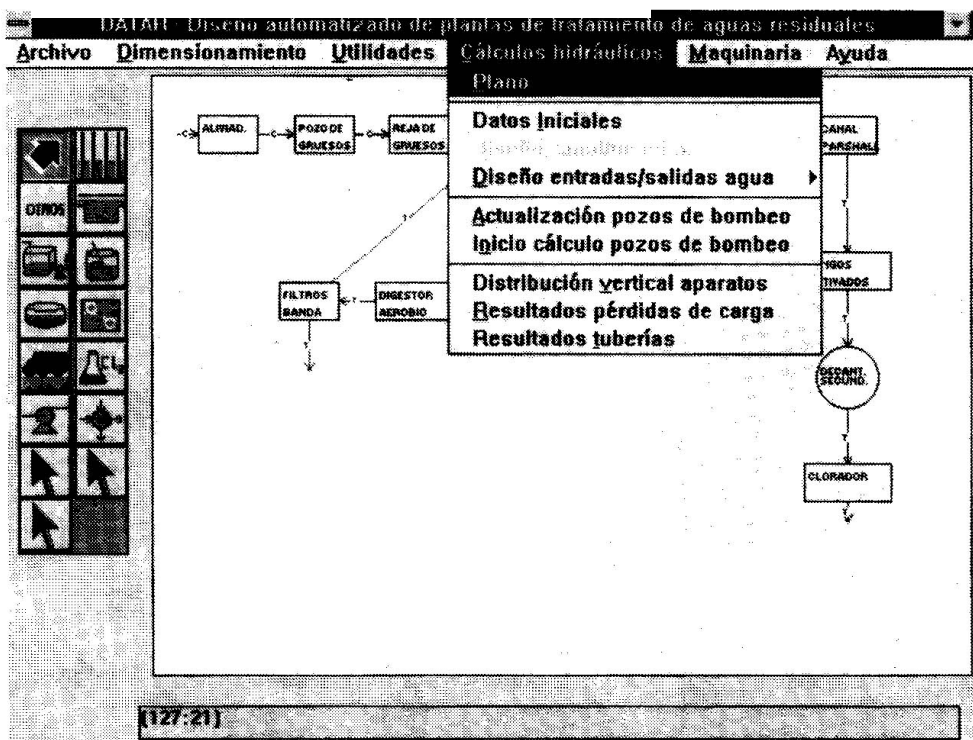 DATAR - Diseño automatizado de plantas de tratamiento de aguas residuales
Archivo Dimensionamiento Utilidades Cálculos hidráulicos Maquinaria Ayuda
Plano
Datos Iniciales
Diseño entradas/salidas agua
Actualización pozos de bombeo
Inicio cálculo pozos de bombeo
Distribución vertical aparatos
Resultados pérdidas de carga
Resultados tuberías
-C-
ALIVIAD.
-C-
POZO DE
GRUESOS
-C-
REJA DE
GRUESOS
CANAL
PARSHALL
T
T
OTROS
FILTROS
BANDA
T
DIGESTOR
AEROBIO
T
T
DECANT.
SECUND.
T
CLORADOR
T
(127:21)